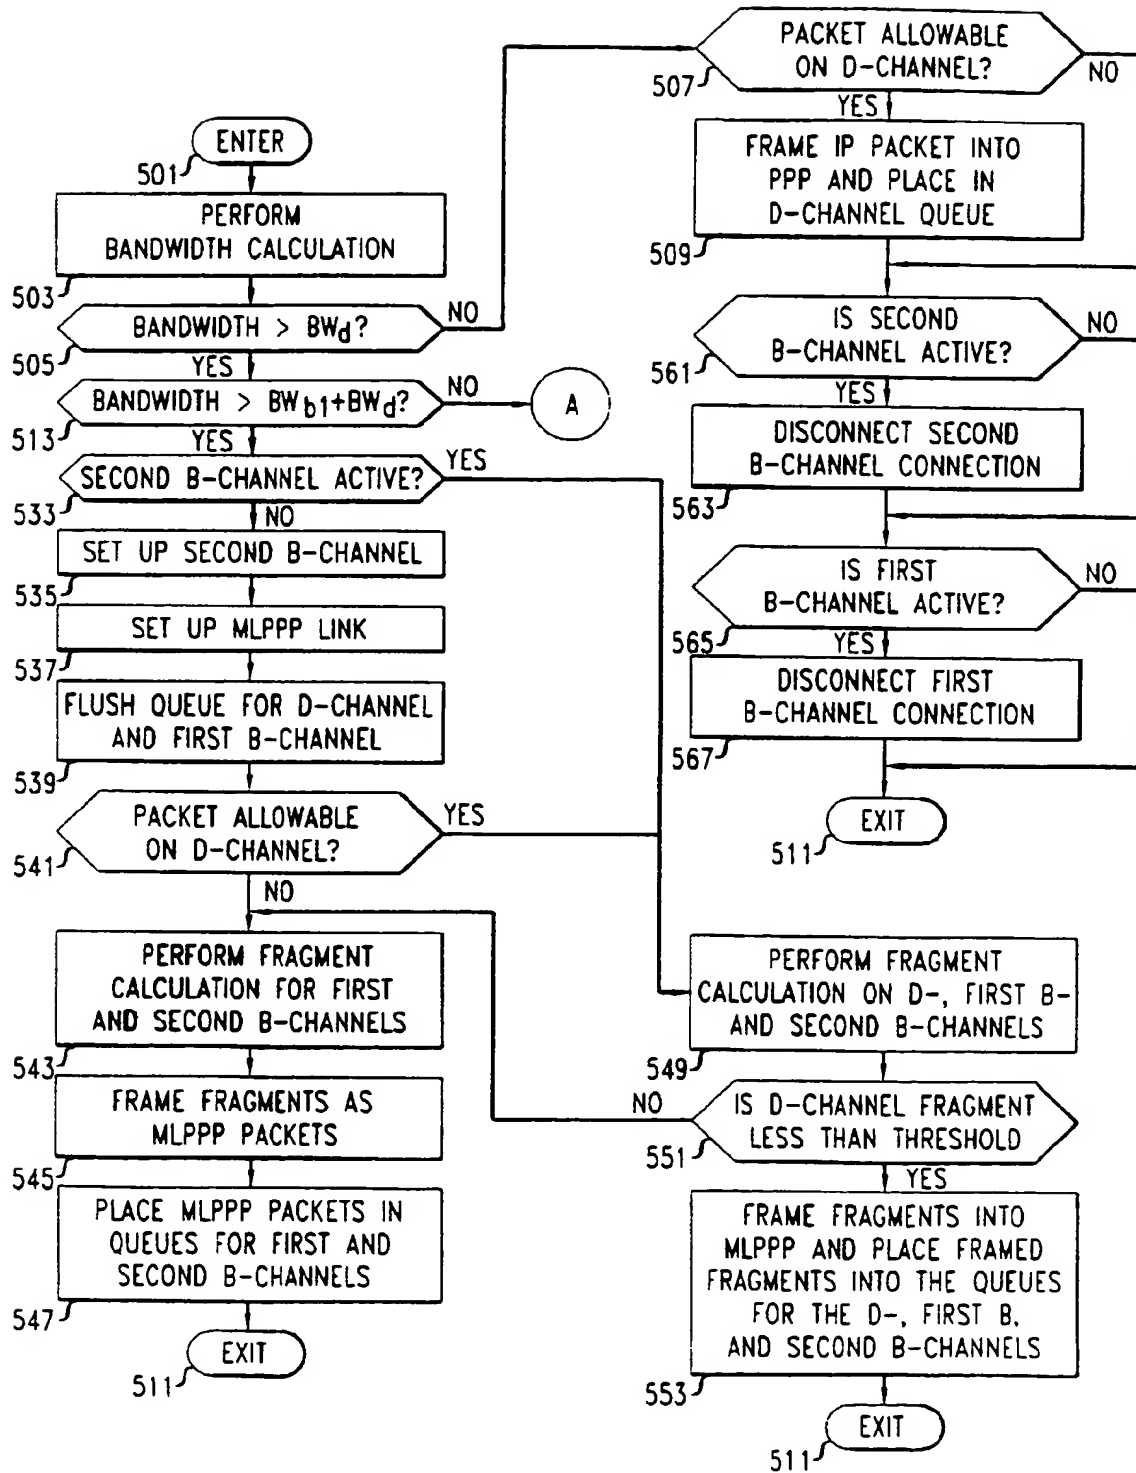 ENTER
501
PERFORM
BANDWIDTH CALCULATION
503
BANDWIDTH > BWd?
NO
505
YES
BANDWIDTH > BWb1+BWd?
NO
A
513
YES
SECOND B-CHANNEL ACTIVE?
YES
533
NO
SET UP SECOND B-CHANNEL
535
SET UP MLPPP LINK
537
FLUSH QUEUE FOR D-CHANNEL
AND FIRST B-CHANNEL
539
PACKET ALLOWABLE
ON D-CHANNEL?
YES
541
NO
PERFORM FRAGMENT
CALCULATION FOR FIRST
AND SECOND B-CHANNELS
543
FRAME FRAGMENTS AS
MLPPP PACKETS
545
PLACE MLPPP PACKETS IN
QUEUES FOR FIRST AND
SECOND B-CHANNELS
547
EXIT
511
PACKET ALLOWABLE
ON D-CHANNEL?
NO
507
YES
FRAME IP PACKET INTO
PPP AND PLACE IN
D-CHANNEL QUEUE
509
IS SECOND
B-CHANNEL ACTIVE?
NO
561
YES
DISCONNECT SECOND
B-CHANNEL CONNECTION
563
IS FIRST
B-CHANNEL ACTIVE?
NO
565
YES
DISCONNECT FIRST
B-CHANNEL CONNECTION
567
EXIT
511
PERFORM FRAGMENT
CALCULATION ON D-, FIRST B-
AND SECOND B-CHANNELS
549
NO
IS D-CHANNEL FRAGMENT
LESS THAN THRESHOLD
551
YES
FRAME FRAGMENTS INTO
MLPPP AND PLACE FRAMED
FRAGMENTS INTO THE QUEUES
FOR THE D-, FIRST B,
AND SECOND B-CHANNELS
553
EXIT
511